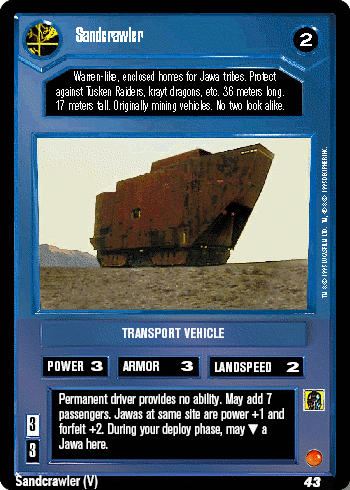 Sandcrawler
2
Warren-like, enclosed homes for Jawa tribes. Protect
against Tusken Raiders, krayt dragons, etc. 36 meters long.
17 meters tall. Originally mining vehicles. No two look alike.
TRANSPORT VEHICLE
POWER 3 ARMOR 3 LANDSPEED 2
Permanent driver provides no ability. May add 7
passengers. Jawas at same site are power +1 and
forfeit +2. During your deploy phase, may ▼ a
Jawa here.
3
3
Sandcrawler (V)
43